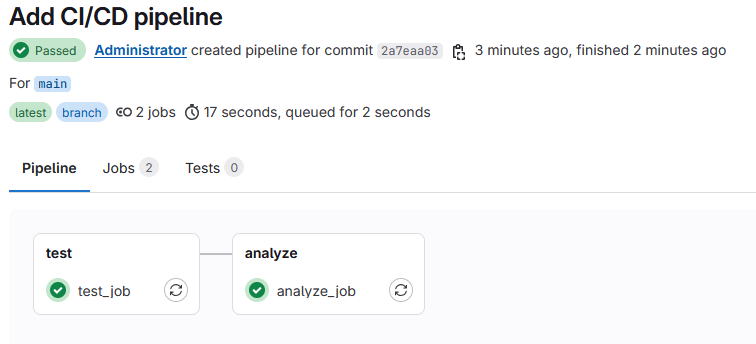 Add CI/CD pipeline
Passed Administrator created pipeline for commit 2a7eaa03 3 minutes ago, finished 2 minutes ago
For main
latest branch 2 jobs 17 seconds, queued for 2 seconds
Pipeline Jobs 2 Tests 0
test analyze
test_job analyze_job